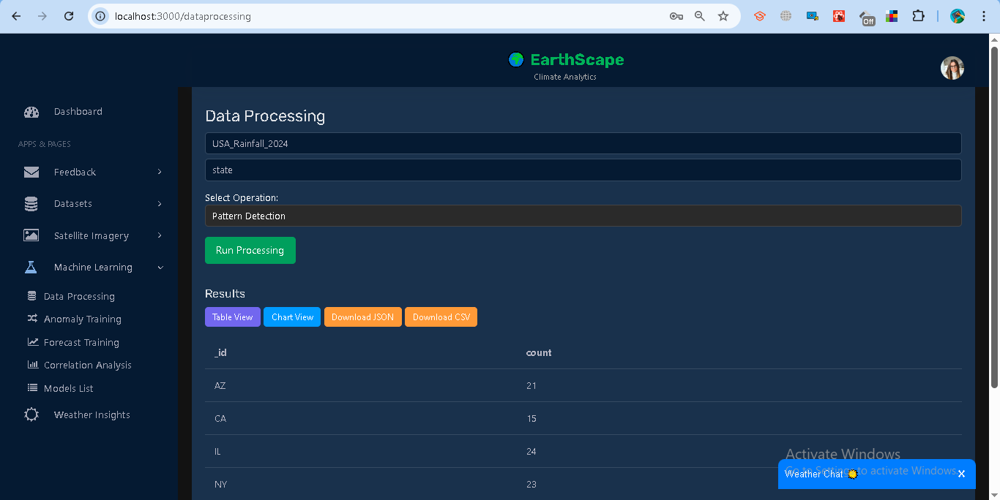 localhost:3000/dataprocessing
Off
EarthScape
Climate Analytics
Dashboard
APPS & PAGES
Feedback
Datasets
Satellite Imagery
Machine Learning
Data Processing
Anomaly Training
Forecast Training
Correlation Analysis
Models List
Weather Insights
Data Processing
USA_Rainfall_2024
state
Select Operation:
Pattern Detection
Run Processing
Results
Table View Chart View Download JSON Download CSV
_id count
AZ 21
CA 15
IL 24
NY 23
Activate Windows
Go to Settings to activate Windows.
Weather Chat